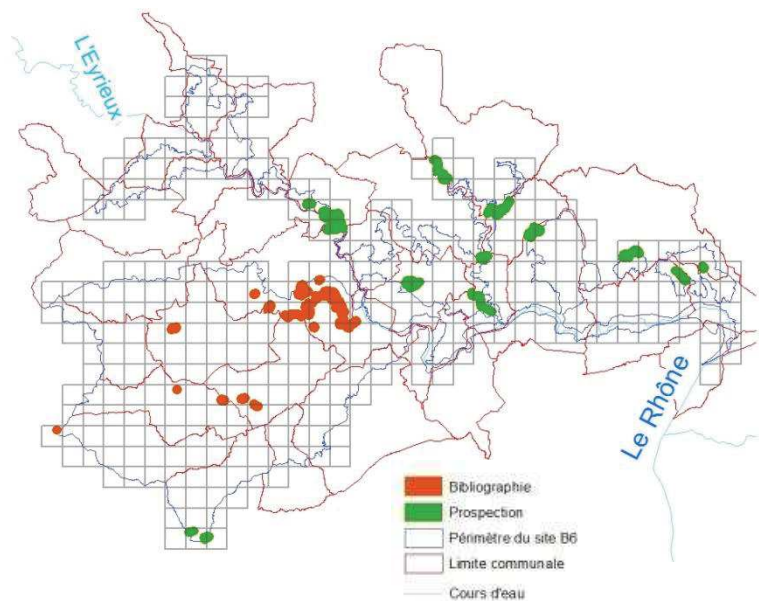 L'Eyrieux
Le Rhône
Bibliographie
Prospection
Périmètre du site B6
Limite communale
Cours d'eau